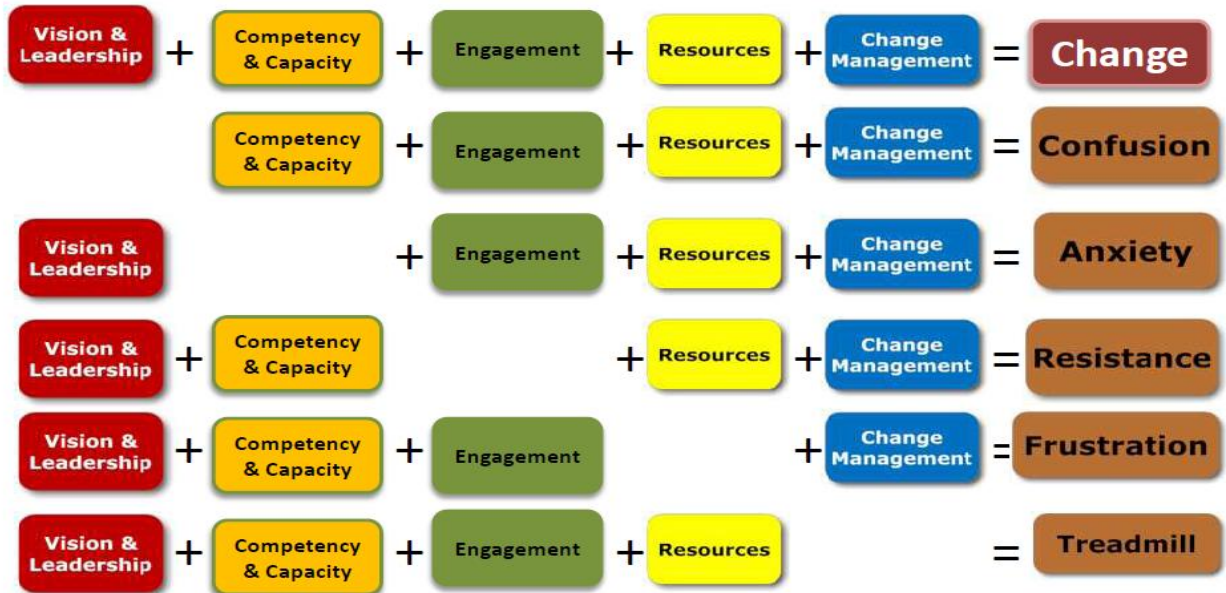 Vision & Leadership + Competency & Capacity + Engagement + Resources + Change Management = Change
Competency & Capacity + Engagement + Resources + Change Management = Confusion
Vision & Leadership + Engagement + Resources + Change Management = Anxiety
Vision & Leadership + Competency & Capacity + Resources + Change Management = Resistance
Vision & Leadership + Competency & Capacity + Engagement + Change Management = Frustration
Vision & Leadership + Competency & Capacity + Engagement + Resources = Treadmill